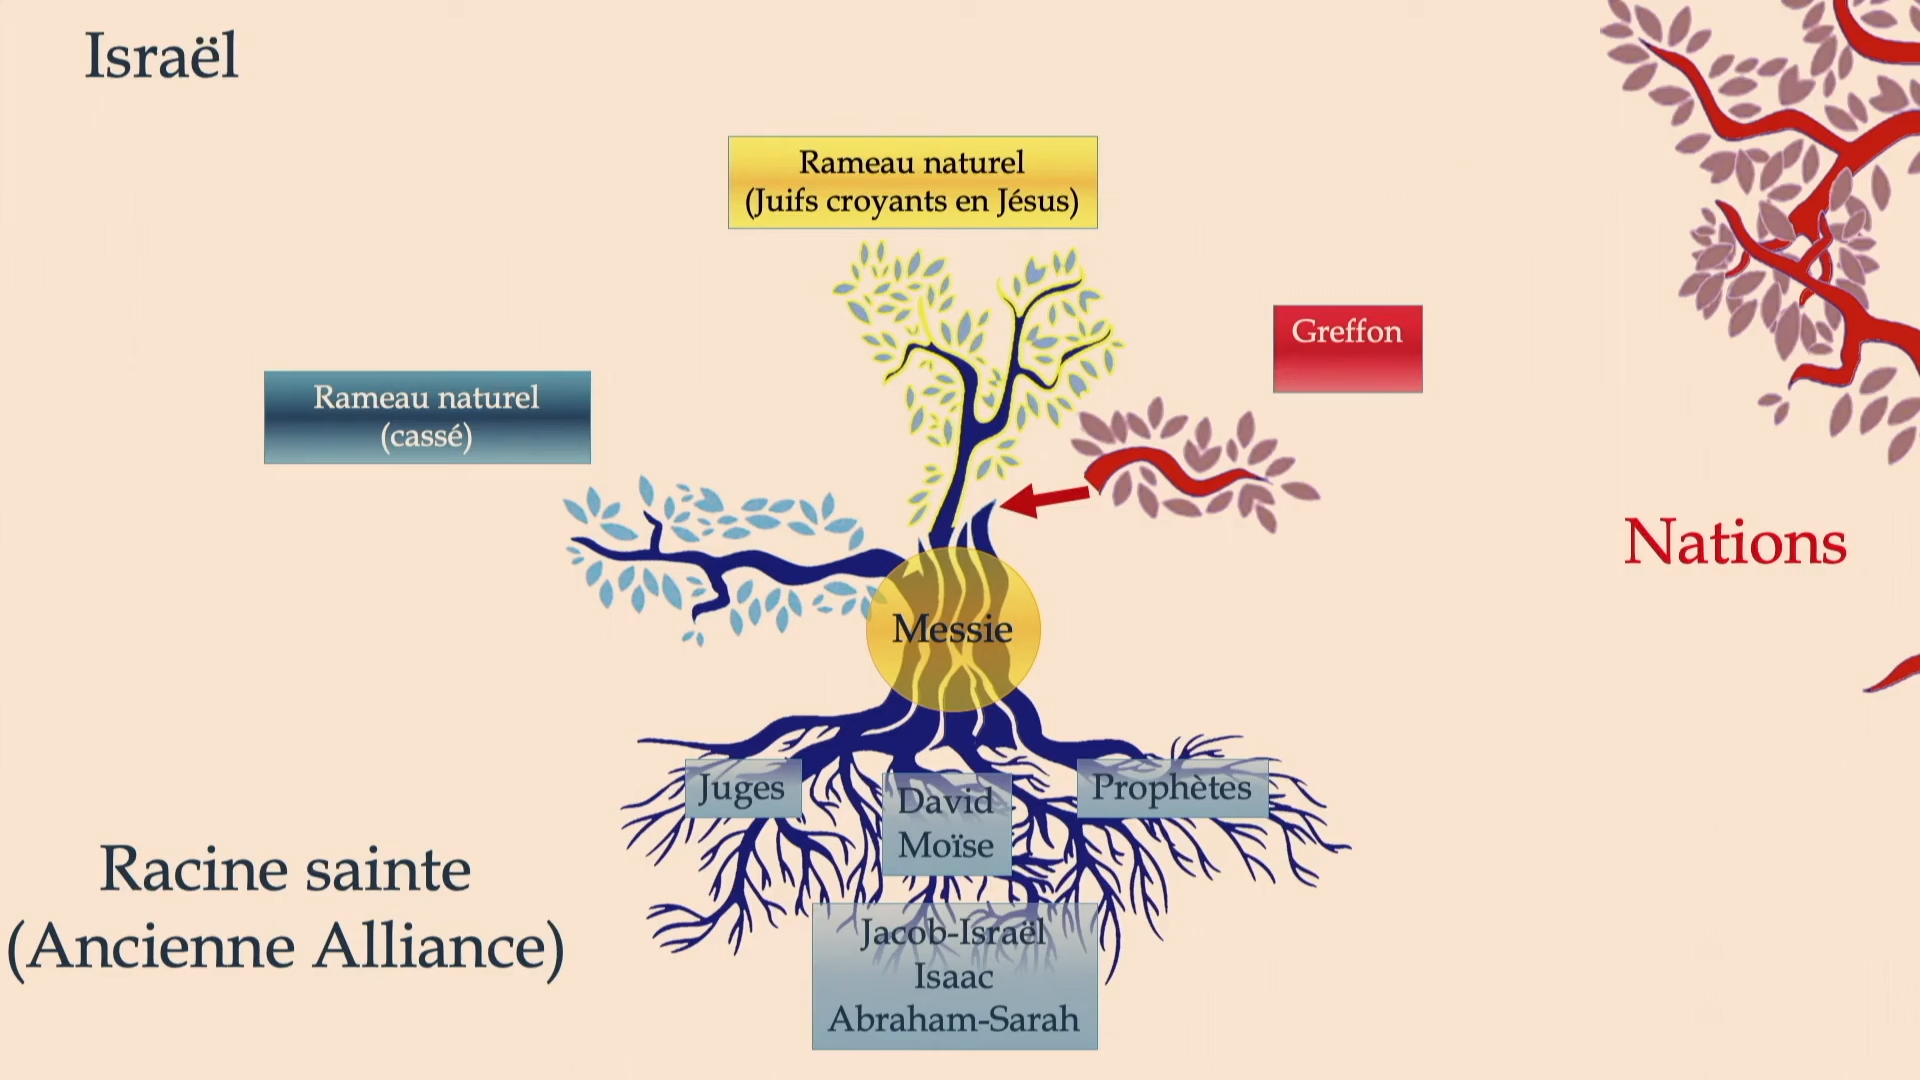 Israël
Rameau naturel
(Juifs croyants en Jésus)
Greffon
Rameau naturel
(cassé)
Nations
Messie
Juges
David
Moïse
Prophètes
Racine sainte
(Ancienne Alliance)
Jacob-Israël
Isaac
Abraham-Sarah